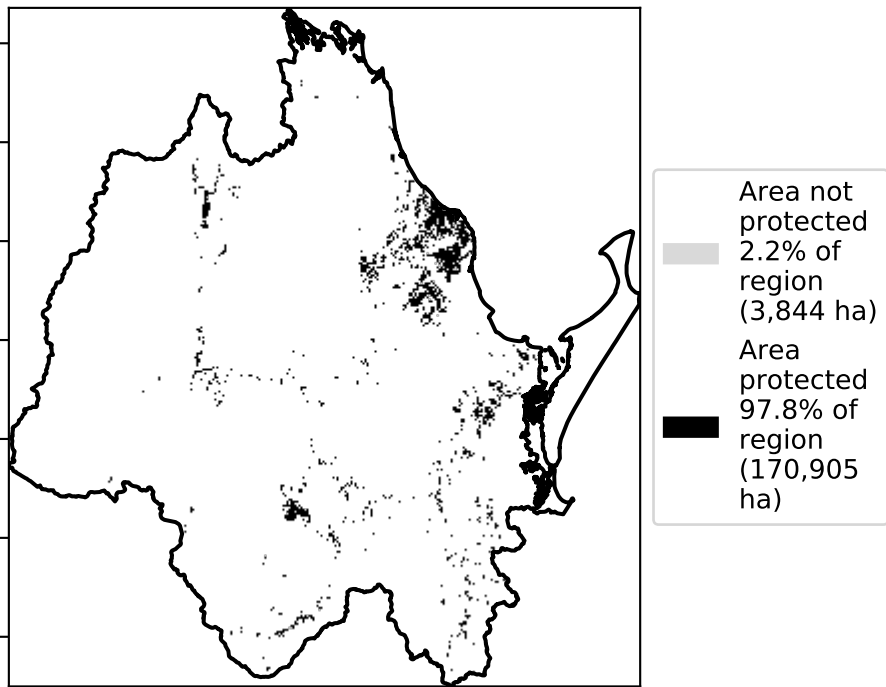 Area not
protected
2.2% of
region
(3,844 ha)
Area
protected
97.8% of
region
(170,905
ha)